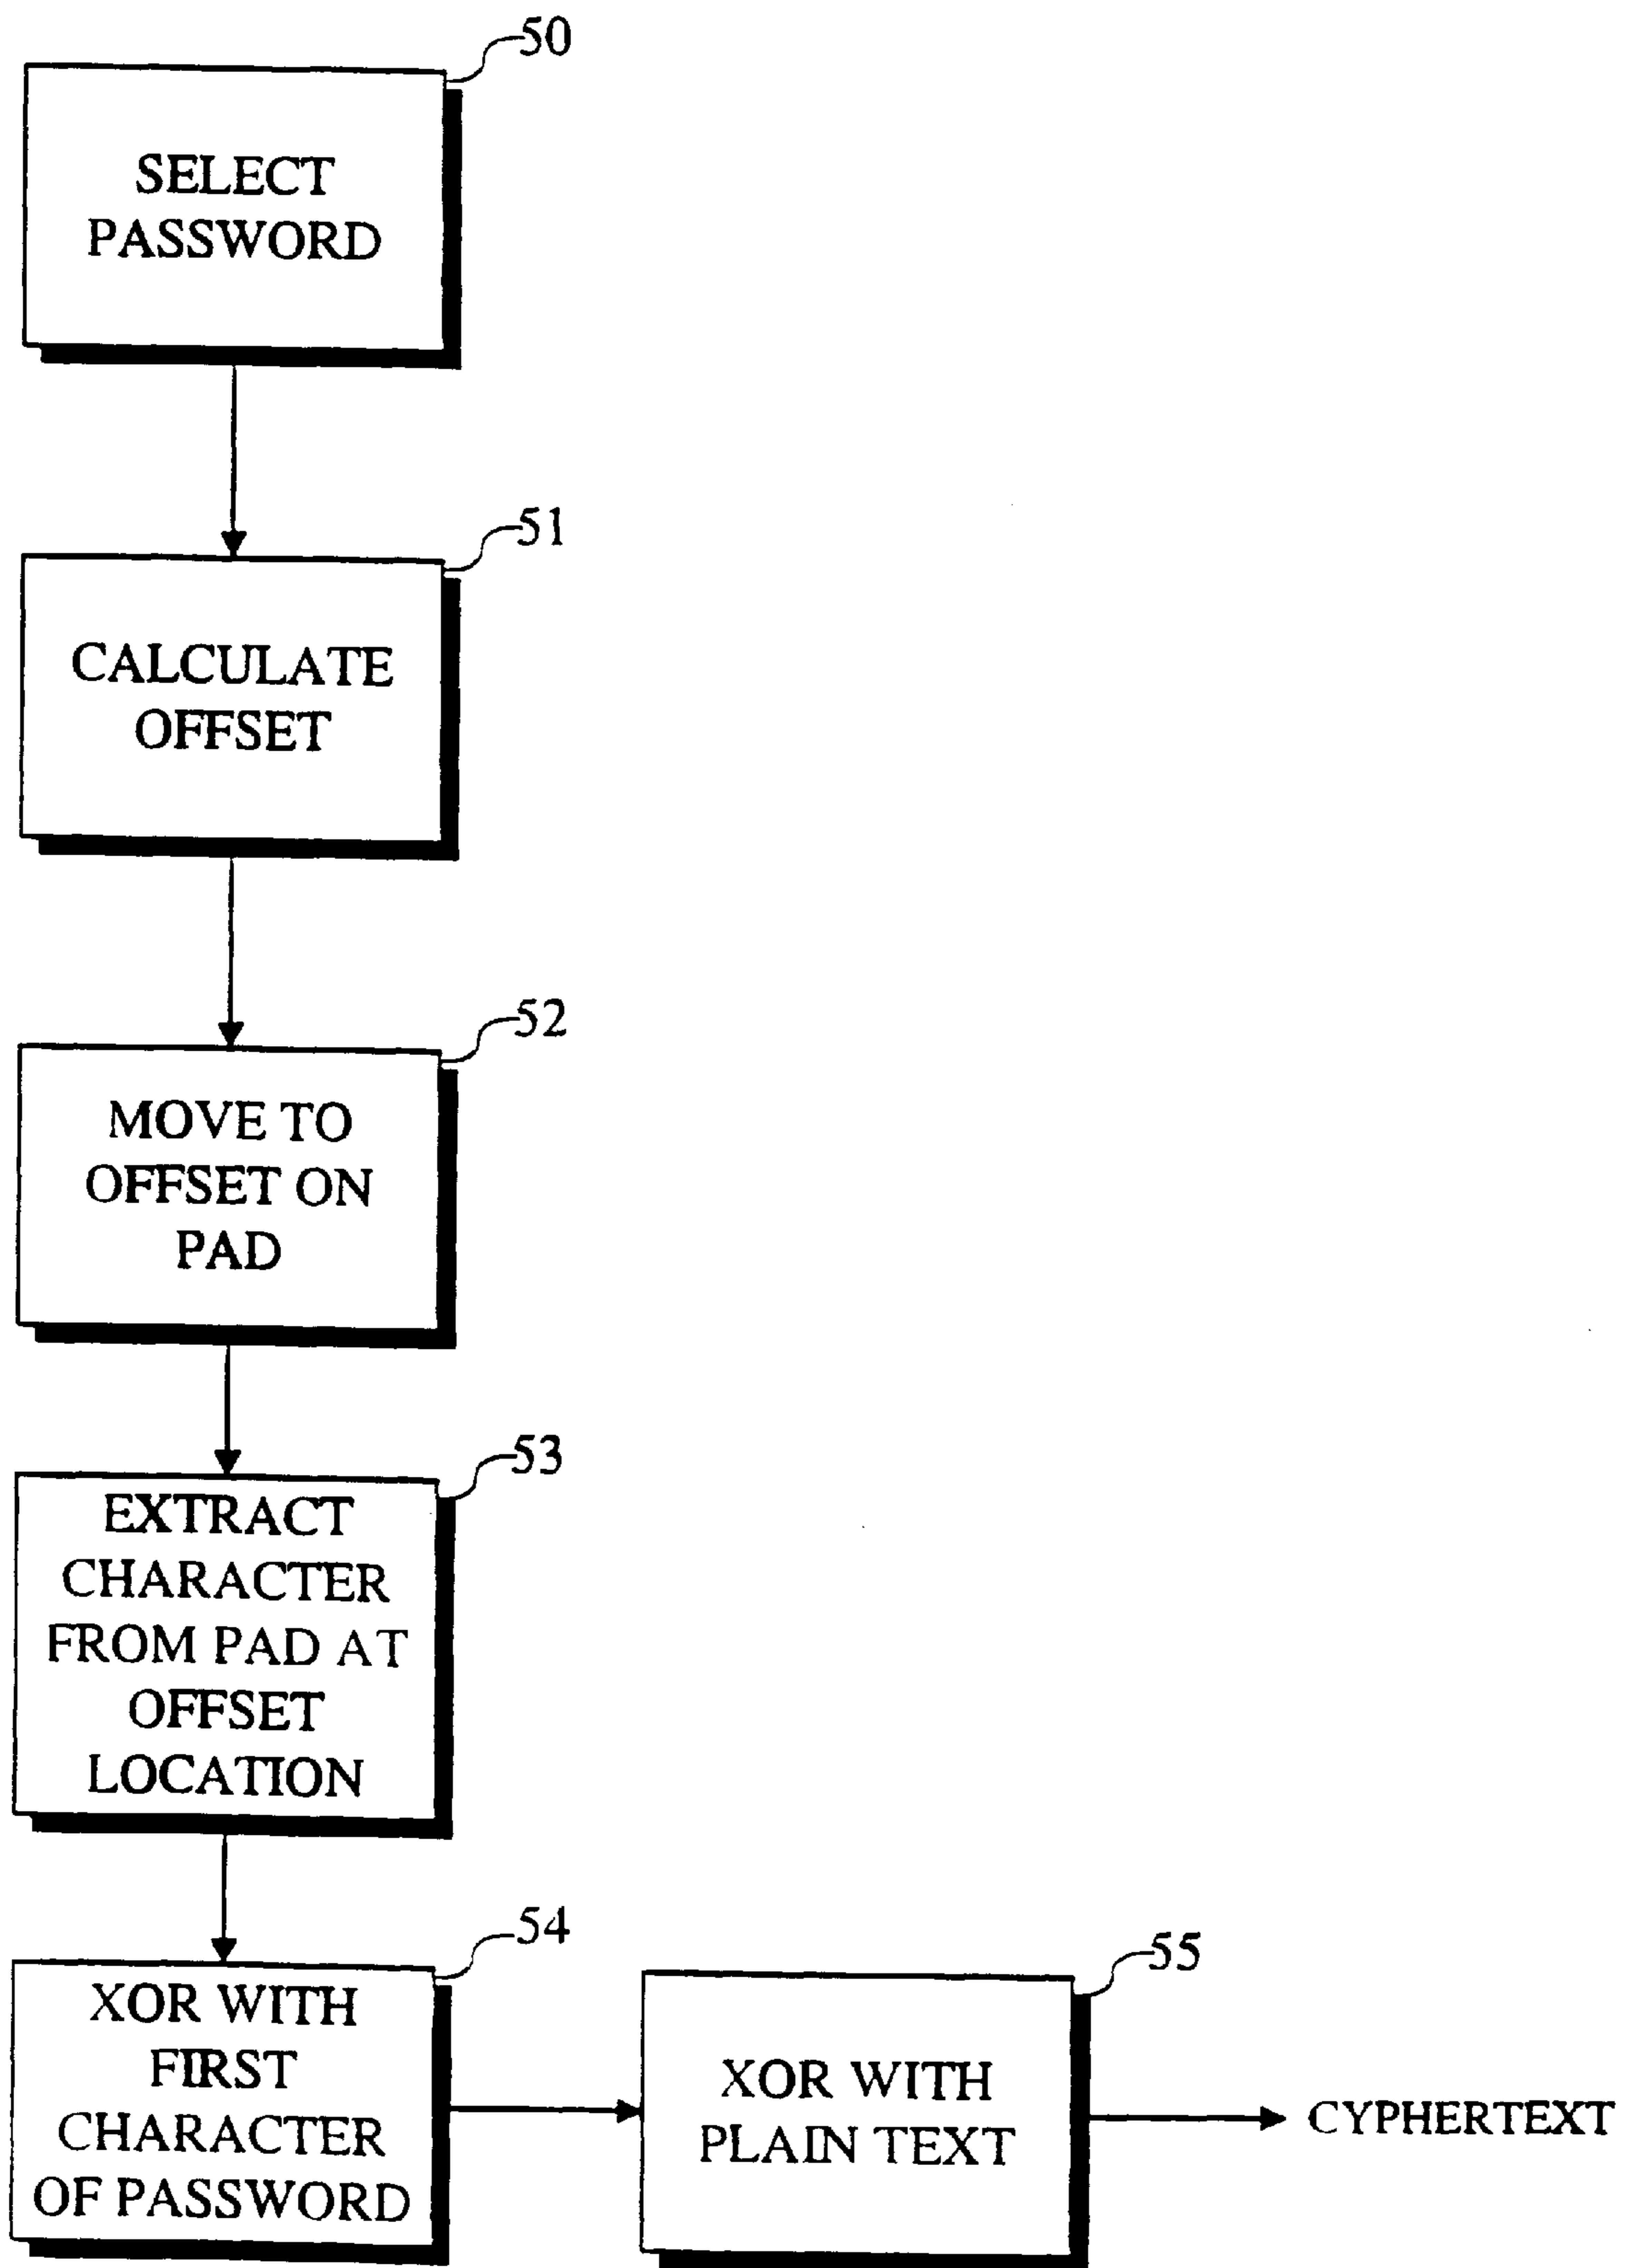 50
SELECT
PASSWORD
51
CALCULATE
OFFSET
52
MOVE TO
OFFSET ON
PAD
53
EXTRACT
CHARACTER
FROM PAD AT
OFFSET
LOCATION
54
XOR WITH
FIRST
CHARACTER
OF PASSWORD
55
XOR WITH
PLAIN TEXT
CYPHERTEXT